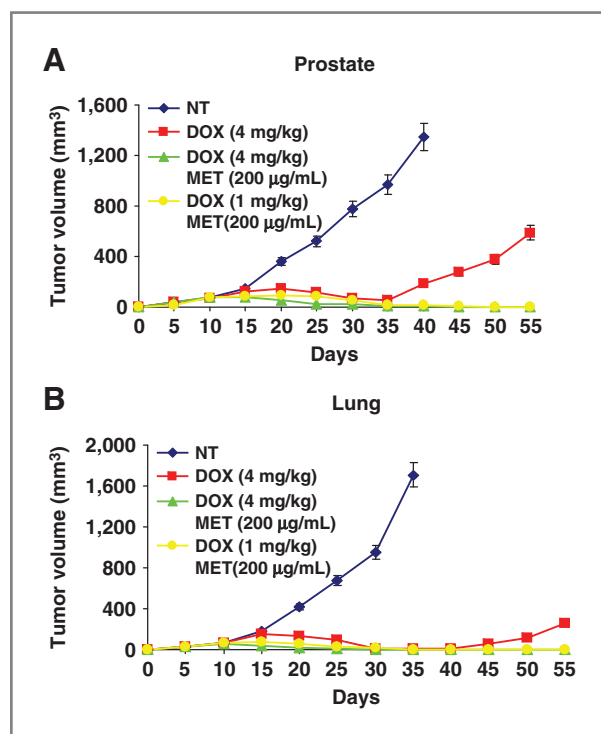 A
Prostate
Tumor volume (mm³)
1,600
1,200
800
400
0
NT
DOX (4 mg/kg)
DOX (4 mg/kg)
MET (200 μg/mL)
DOX (1 mg/kg)
MET(200 μg/mL)
0 5 10 15 20 25 30 35 40 45 50 55
Days
B
Lung
Tumor volume (mm³)
2,000
1,600
1,200
800
400
0
NT
DOX (4 mg/kg)
DOX (4 mg/kg)
MET (200 μg/mL)
DOX (1 mg/kg)
MET(200 μg/mL)
0 5 10 15 20 25 30 35 40 45 50 55
Days